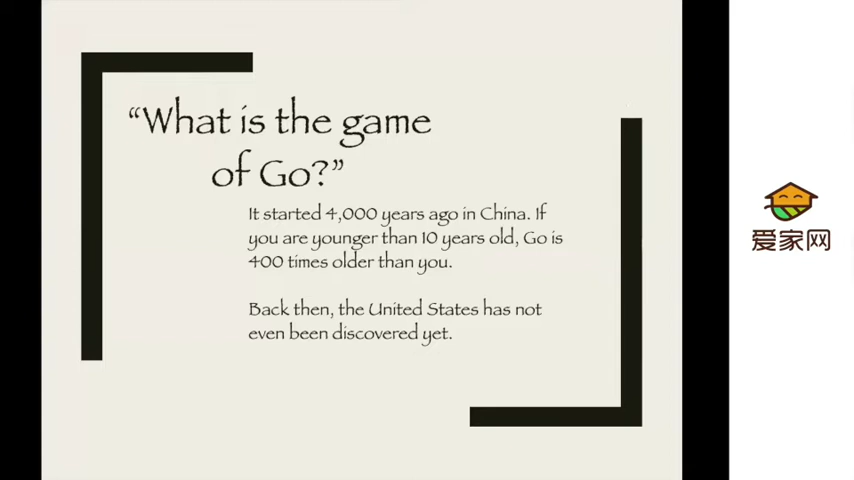 “What is the game
of Go?”
It started 4,000 years ago in China. If
you are younger than 10 years old, Go is
400 times older than you.
Back then, the United States has not
even been discovered yet.
爱家网